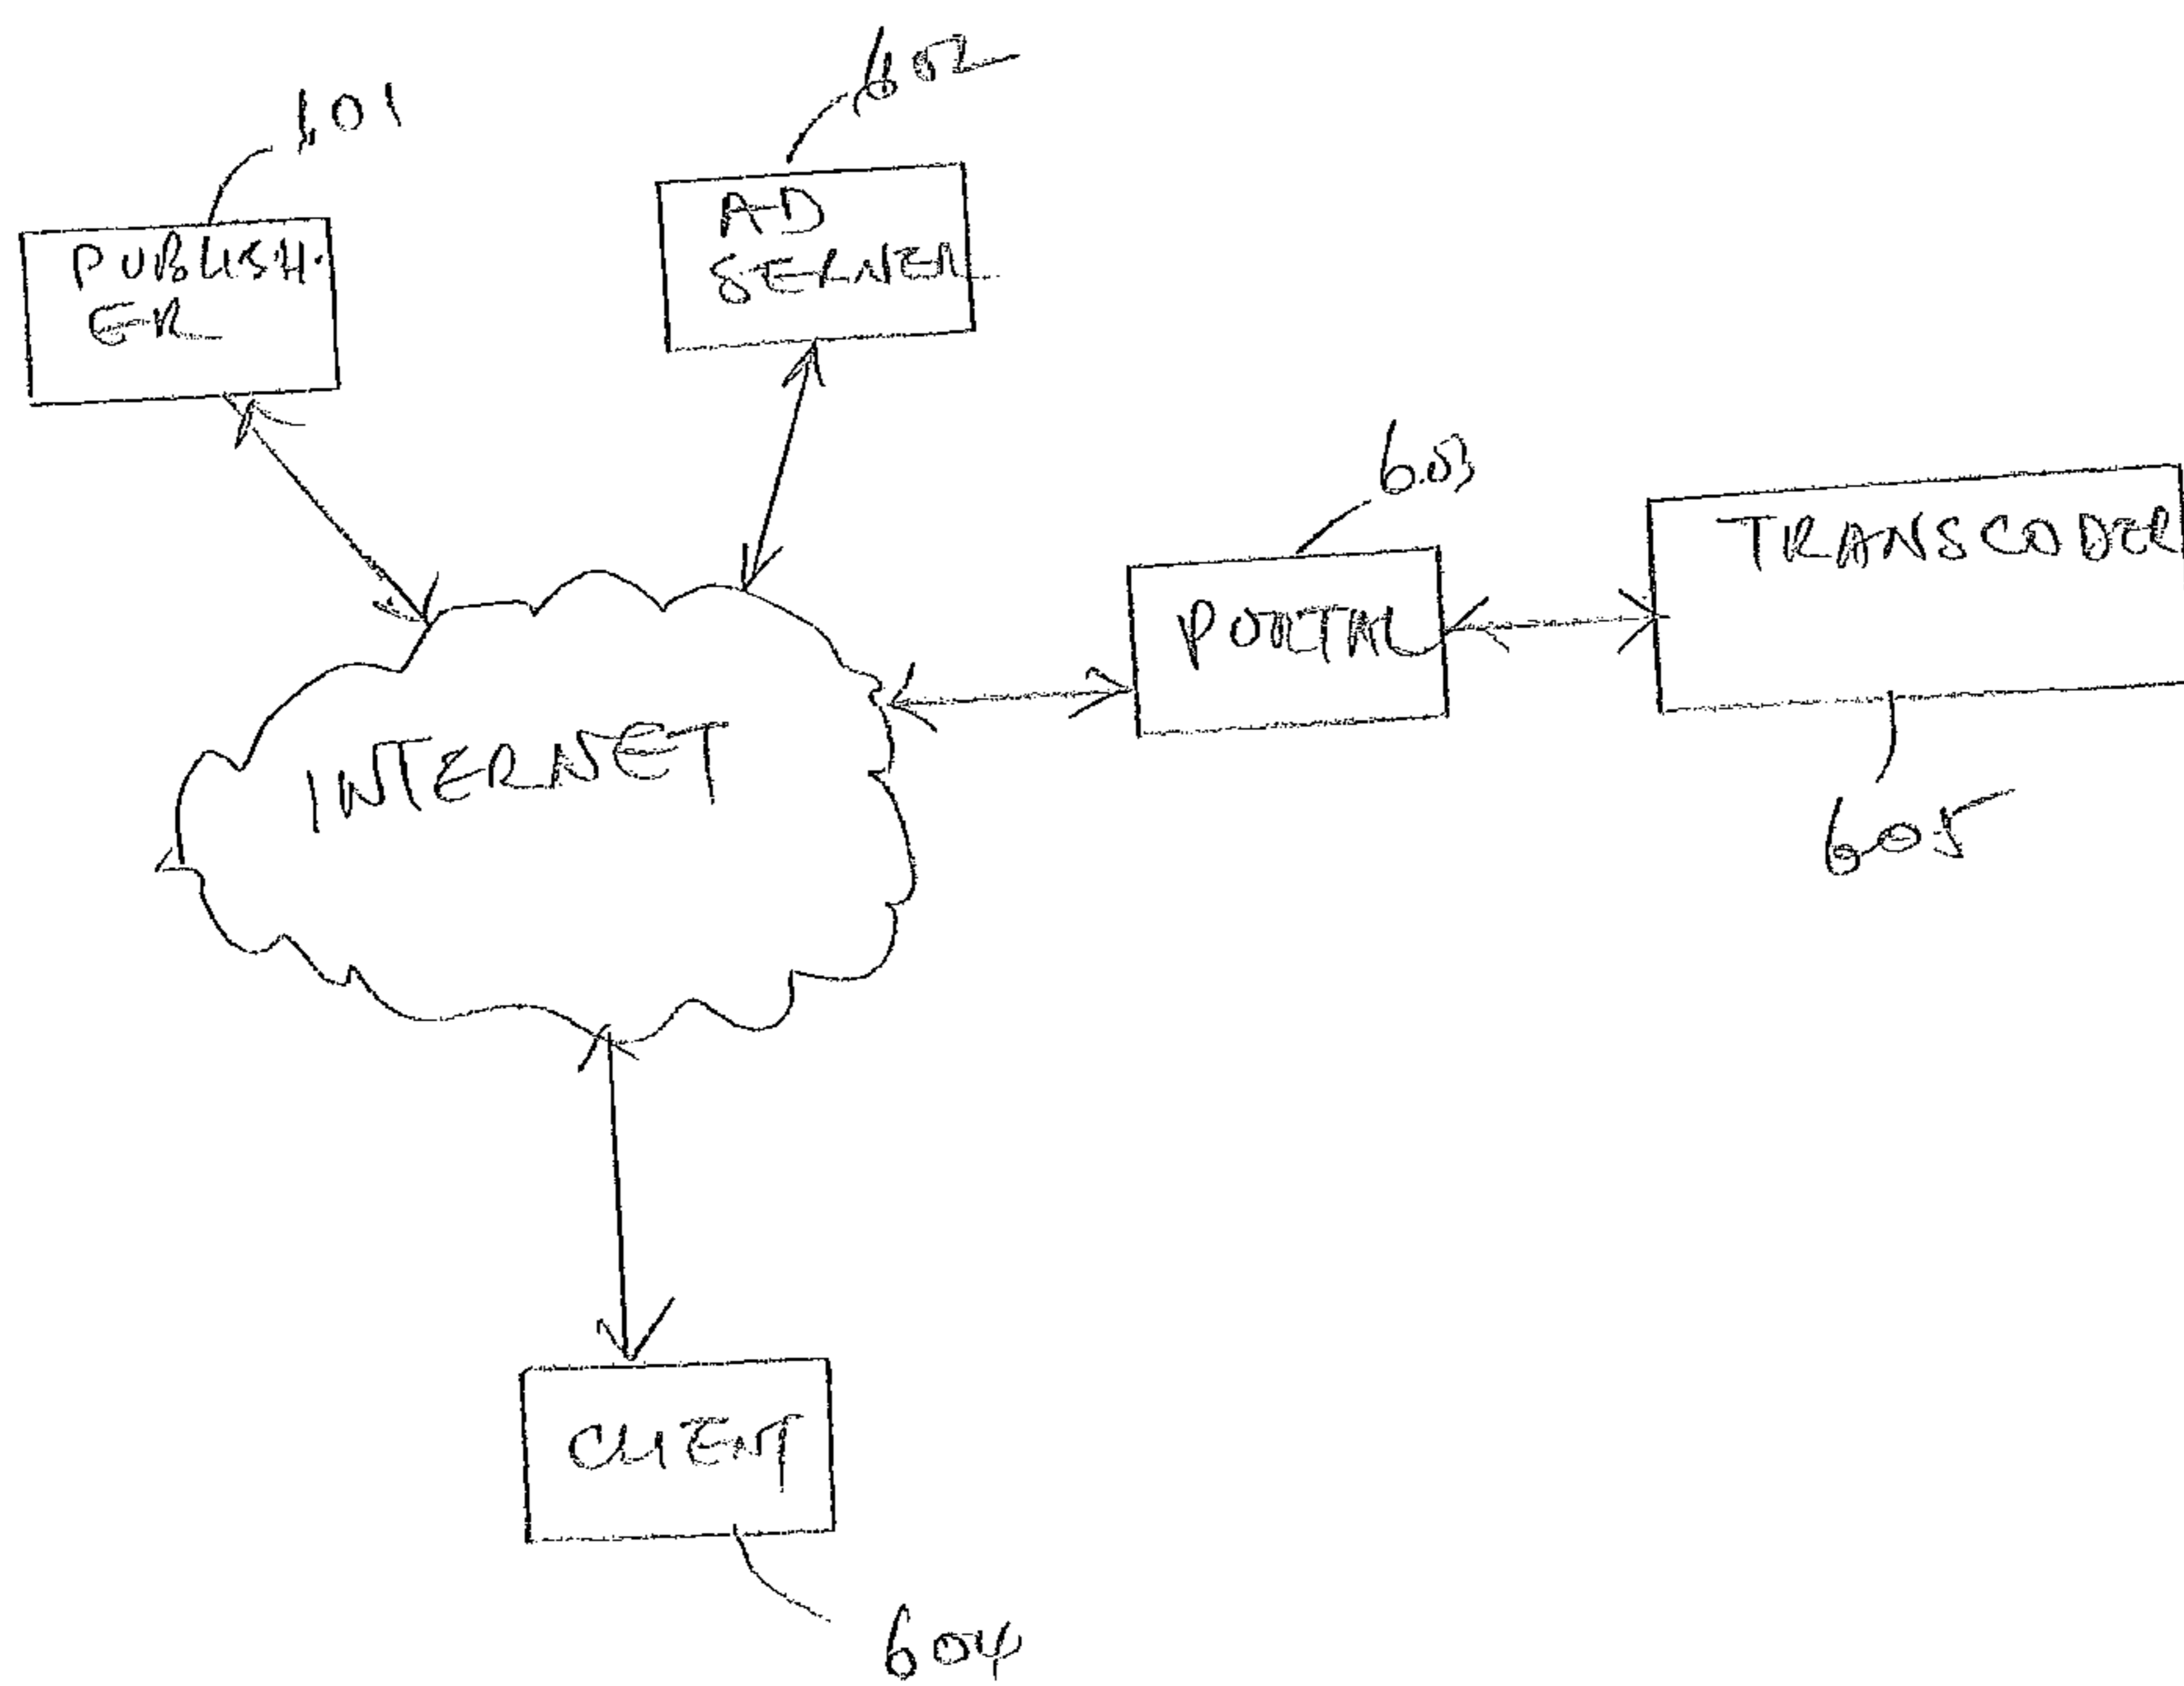 601
602
PUBLISH-
ER
AD
SERVER
603
TRANSCODER
PORTAL
INTERNET
605
CLIENT
604